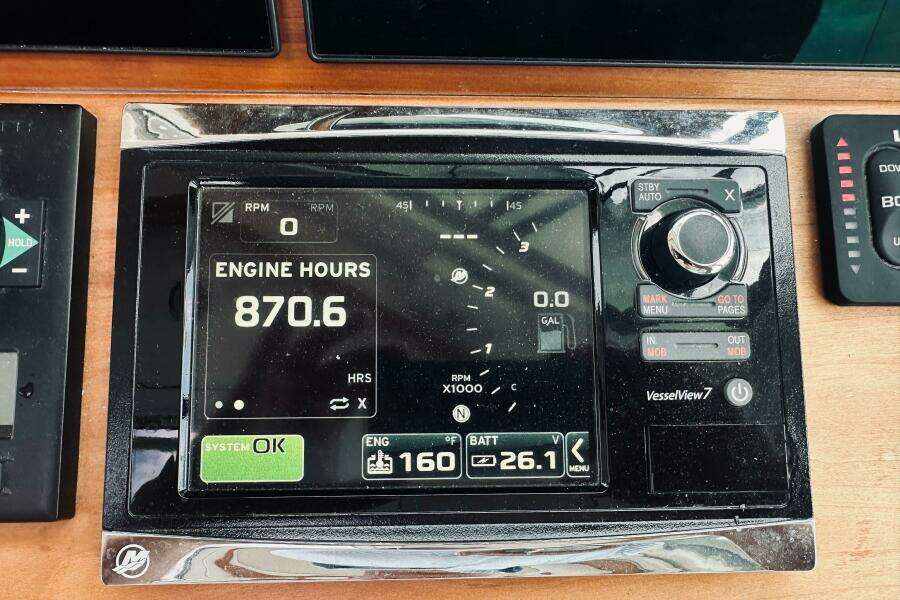 RPM RPM
0
ENGINE HOURS
870.6
HRS
X
SYSTEM OK
45 45
---
3
2
1
RPM
X1000
C
N
0.0
GAL
ENG °F
160
BATT V
26.1
MENU
STBY
AUTO
X
MARK
MENU
GO TO
PAGES
IN
MOB
OUT
MOB
VesselView 7
+
HOLD
−
DOW
BO
U